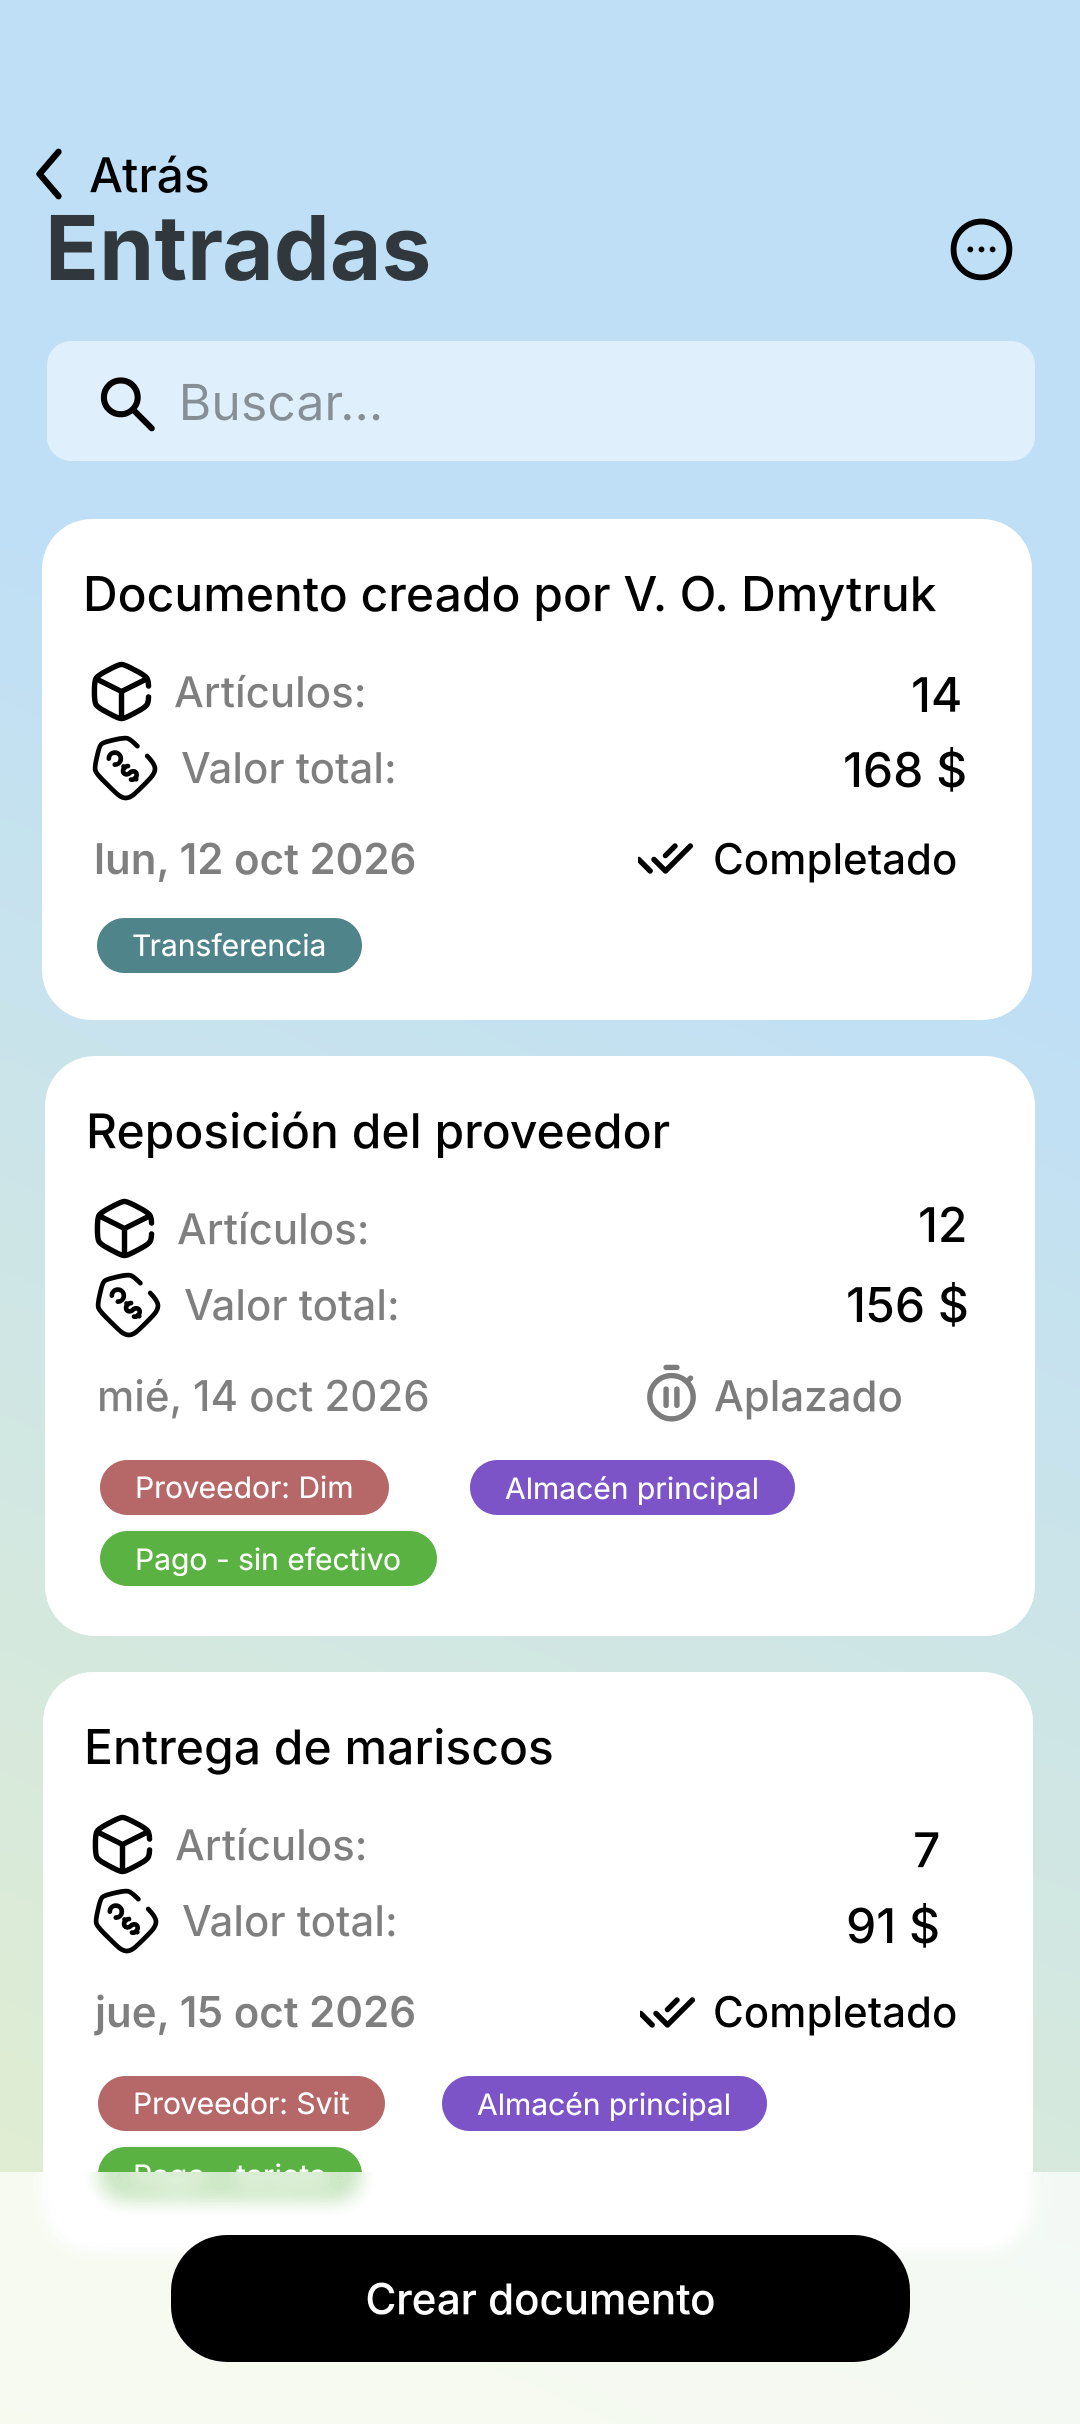 Atrás
Entradas
Buscar...
Documento creado por V. O. Dmytruk
Artículos: 14
Valor total: 168 $
lun, 12 oct 2026 Completado
Transferencia
Reposición del proveedor
Artículos: 12
Valor total: 156 $
mié, 14 oct 2026 Aplazado
Proveedor: Dim Almacén principal
Pago - sin efectivo
Entrega de mariscos
Artículos: 7
Valor total: 91 $
jue, 15 oct 2026 Completado
Proveedor: Svit Almacén principal
Crear documento